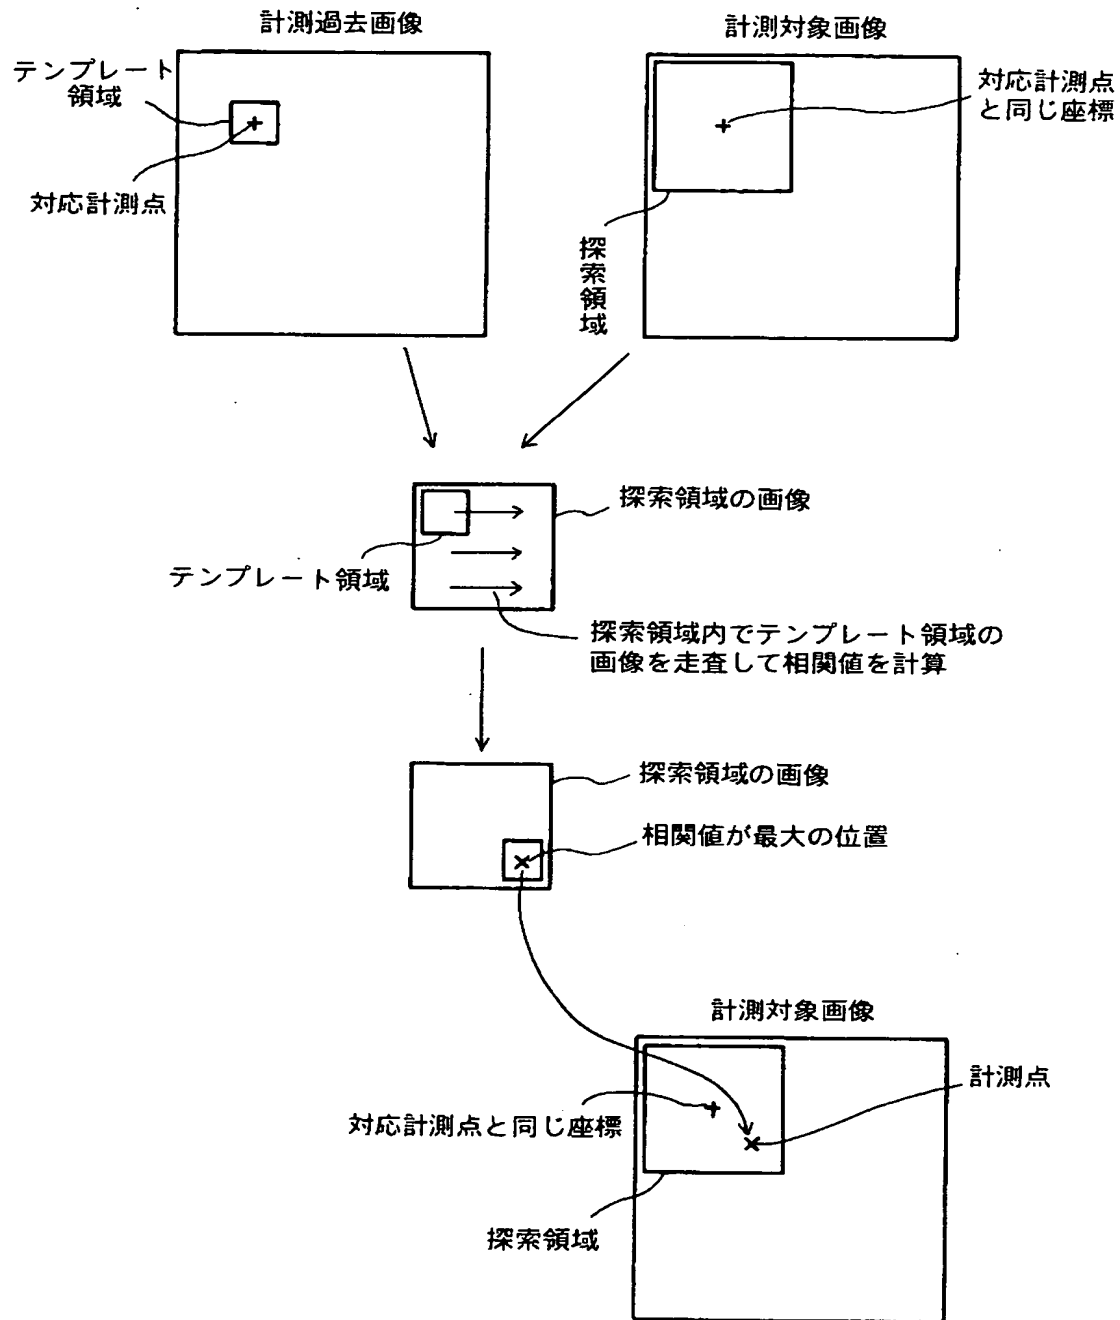 計測過去画像
計測対象画像
テンプレート
領域
対応計測点
対応計測点
と同じ座標
探索領域
探索領域の画像
テンプレート領域
探索領域内でテンプレート領域の
画像を走査して相関値を計算
探索領域の画像
相関値が最大の位置
計測対象画像
計測点
対応計測点と同じ座標
探索領域